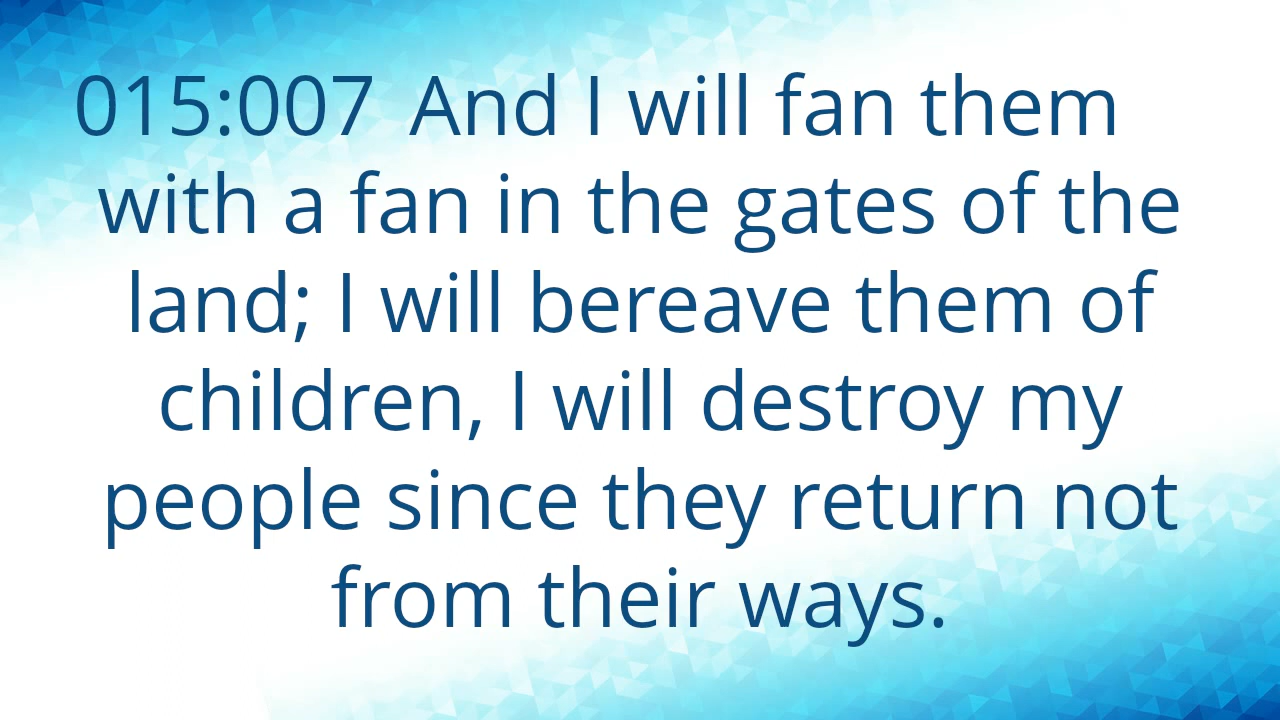 015:007 And I will fan them
with a fan in the gates of the
land; I will bereave them of
children, I will destroy my
people since they return not
from their ways.